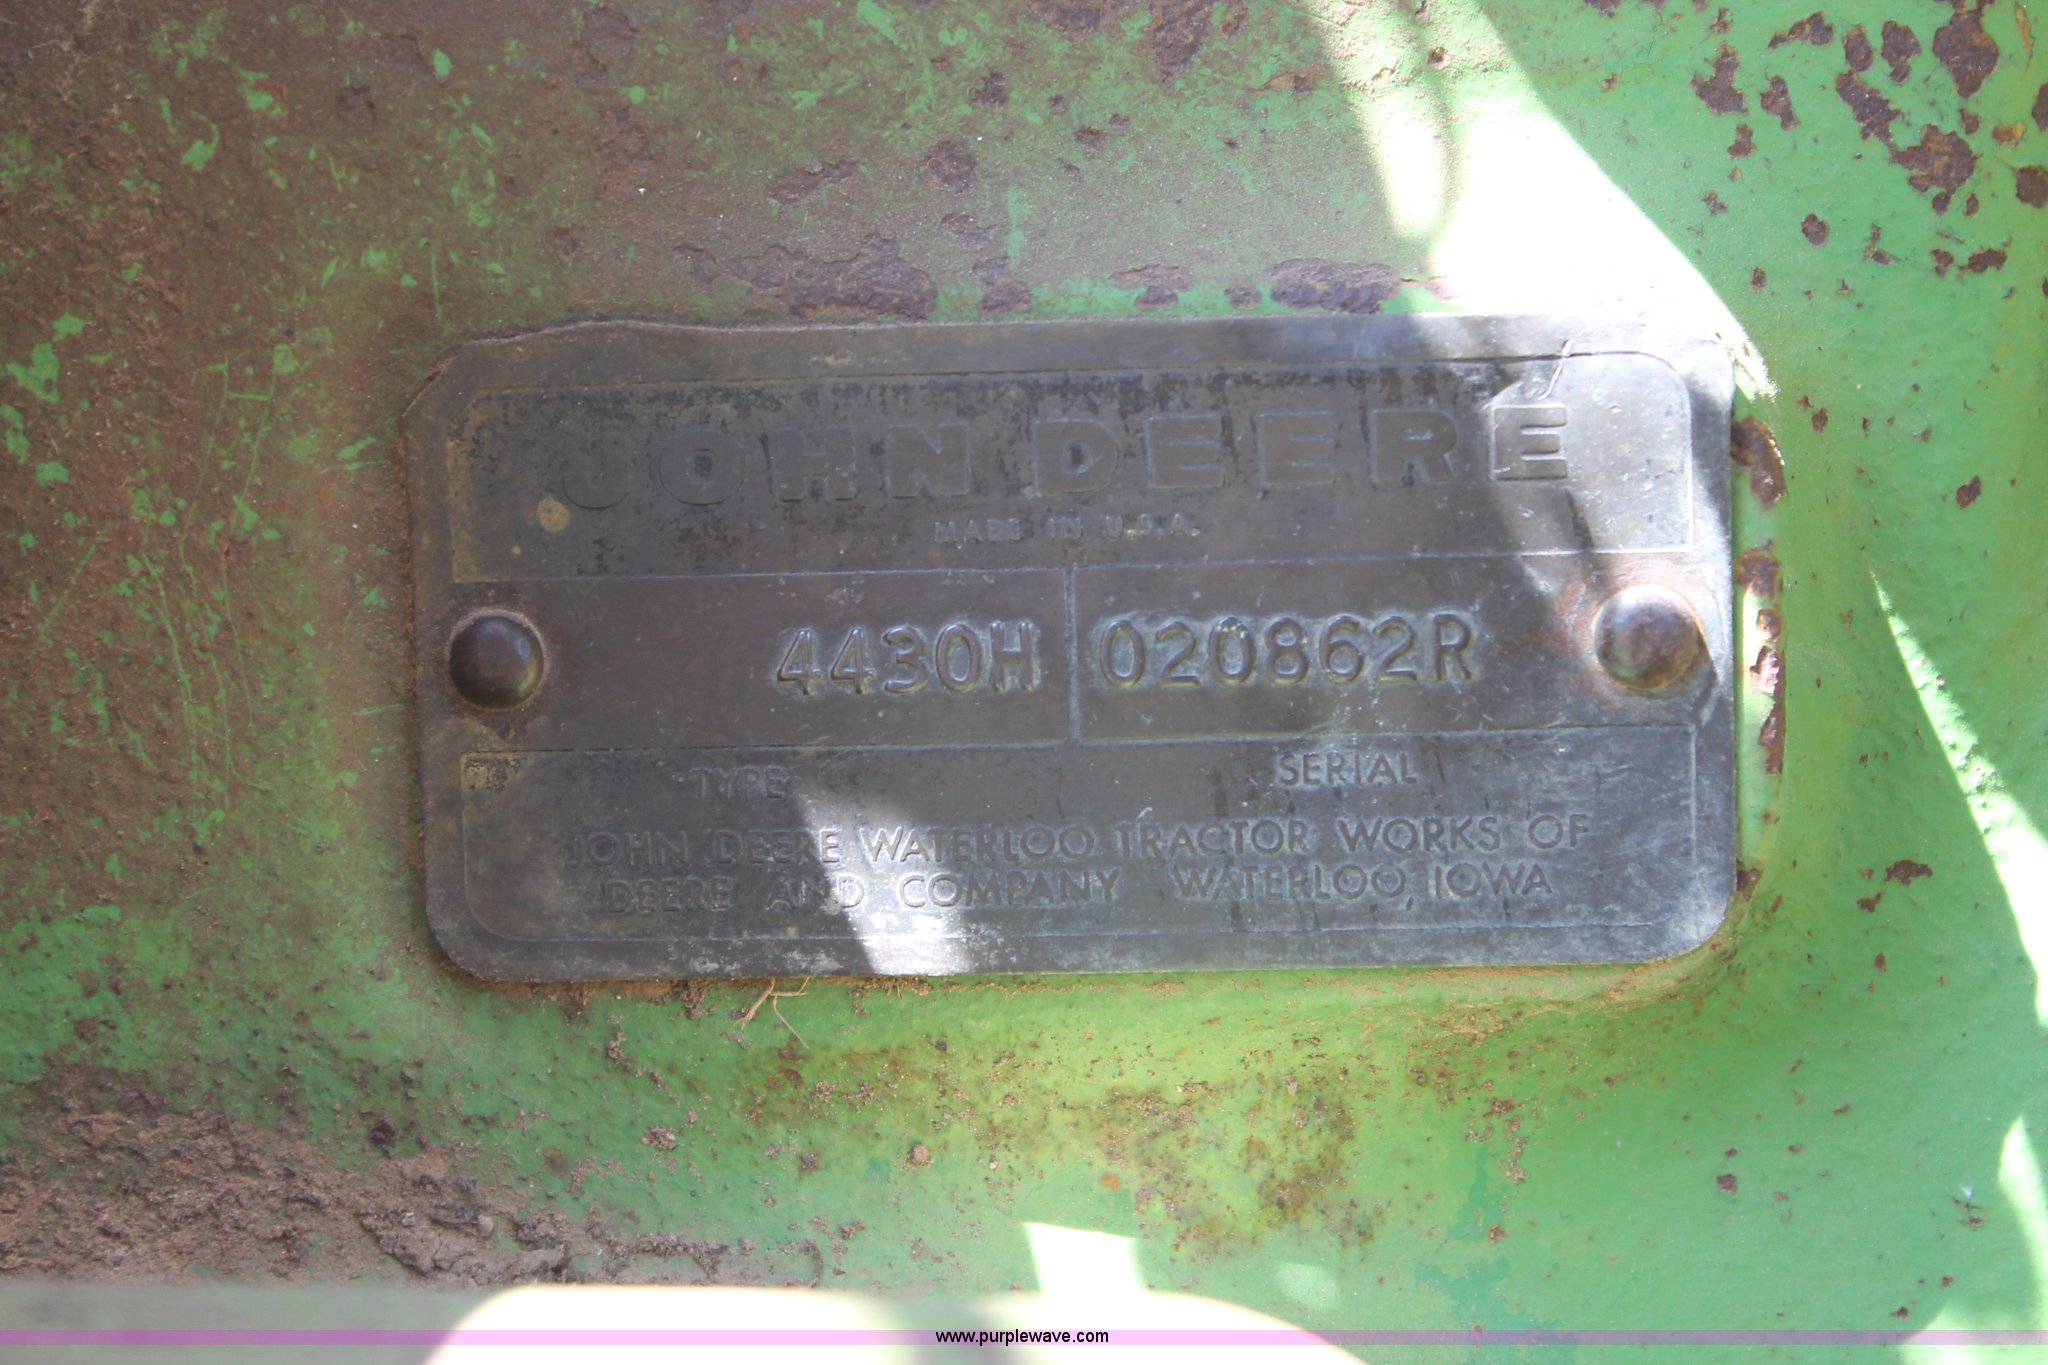 JOHN DEERE
MADE IN U.S.A.
4430H 020862R
TYPE SERIAL
JOHN DEERE WATERLOO TRACTOR WORKS OF
DEERE AND COMPANY WATERLOO, IOWA
www.purplewave.com